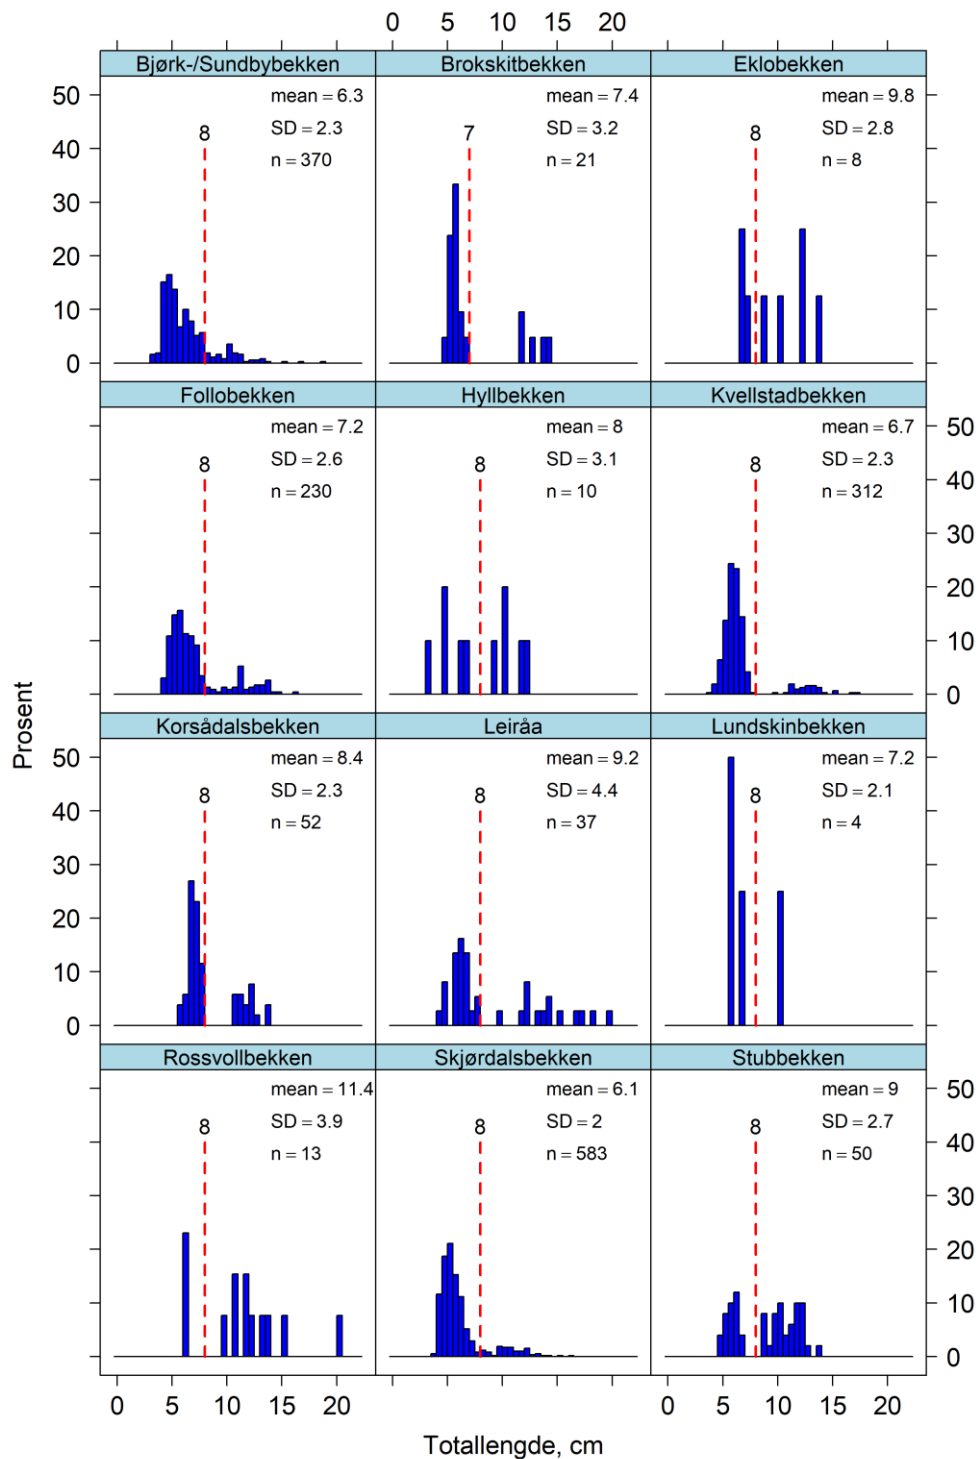 0 5 10 15 20
Bjørk-/Sundbybekken Brokskitbekken Eklobekken
mean = 6.3
SD = 2.3
n = 370
8
mean = 7.4
SD = 3.2
n = 21
7
mean = 9.8
SD = 2.8
n = 8
8
50
40
30
20
10
0
Follobekken Hyllbekken Kvellstadbekken
mean = 7.2
SD = 2.6
n = 230
8
mean = 8
SD = 3.1
n = 10
8
mean = 6.7
SD = 2.3
n = 312
8
50
40
30
20
10
0
Prosent
Korsådalsbekken Leiråa Lundskinbekken
mean = 8.4
SD = 2.3
n = 52
8
mean = 9.2
SD = 4.4
n = 37
8
mean = 7.2
SD = 2.1
n = 4
8
50
40
30
20
10
0
Rossvollbekken Skjørdalsbekken Stubbekken
mean = 11.4
SD = 3.9
n = 13
8
mean = 6.1
SD = 2
n = 583
8
mean = 9
SD = 2.7
n = 50
8
50
40
30
20
10
0
0 5 10 15 20 0 5 10 15 20
Totallengde, cm